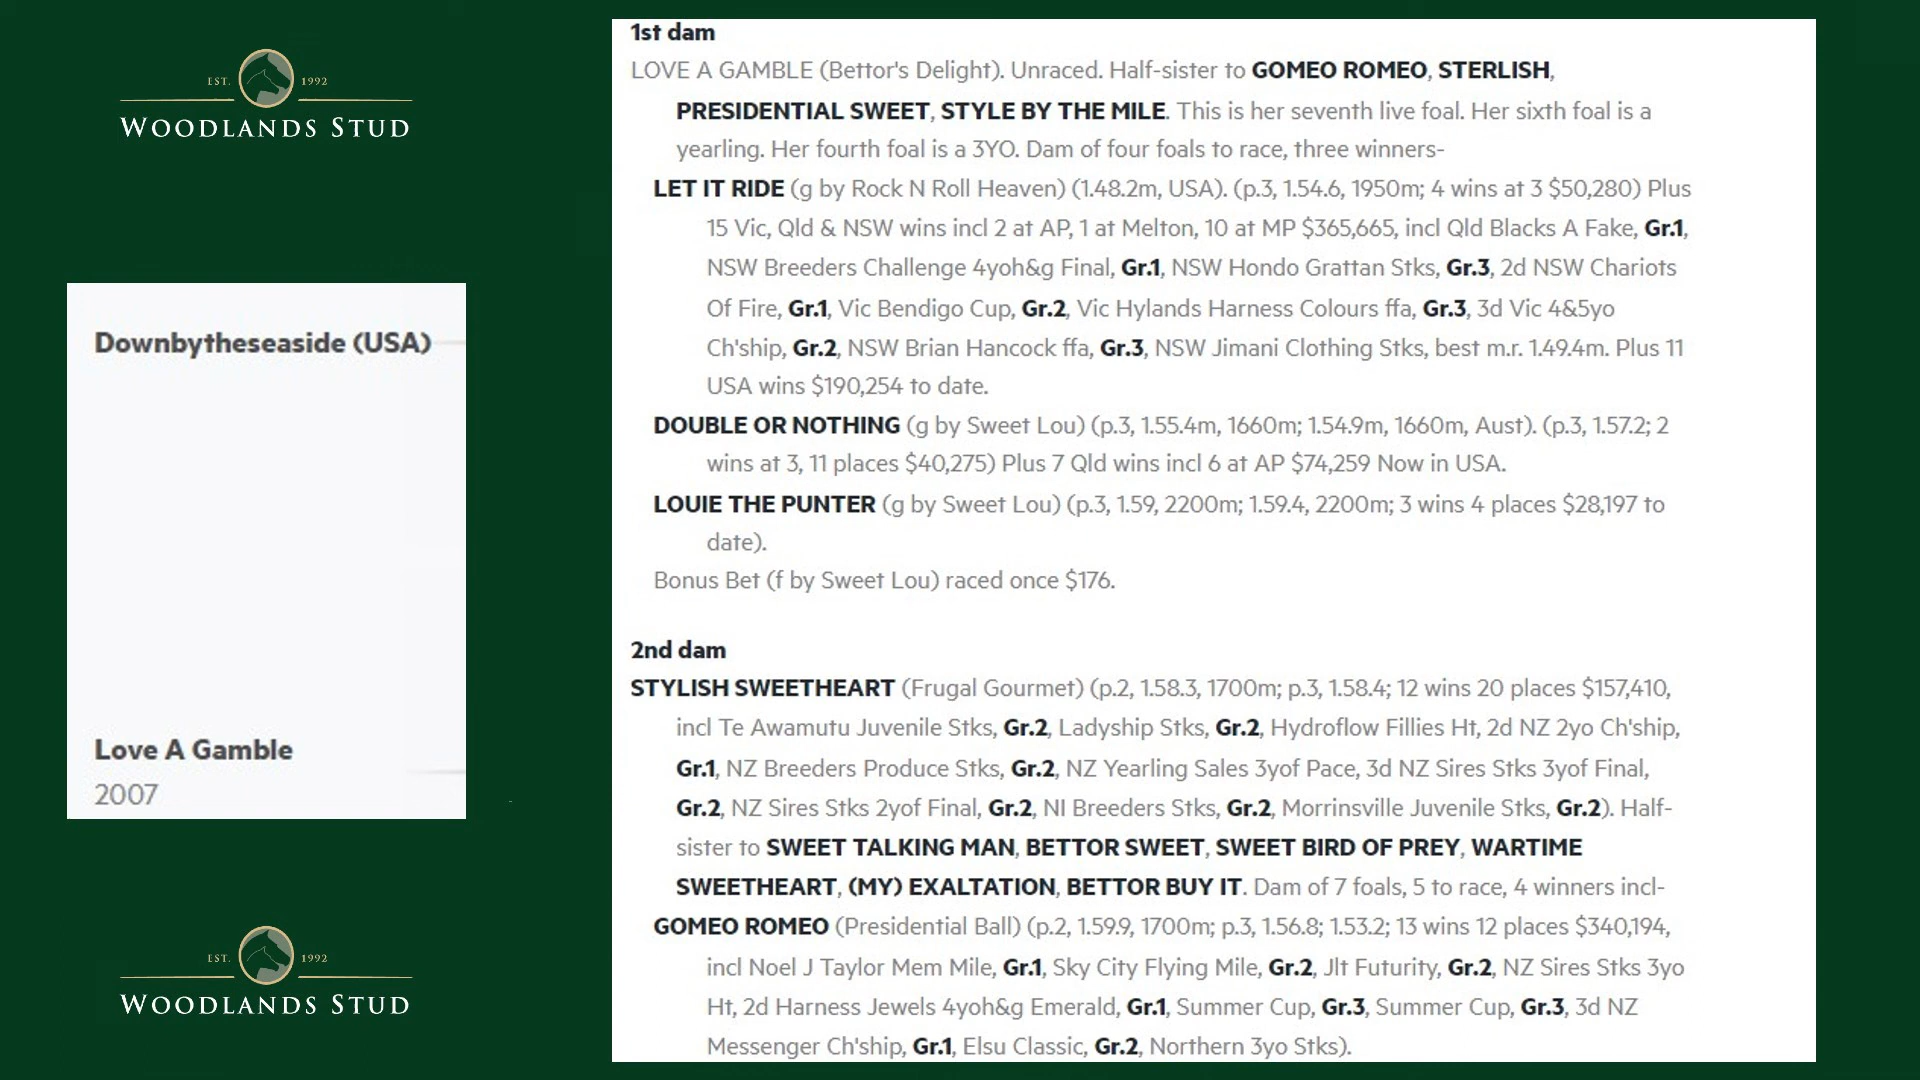 EST. 1992
WOODLANDS STUD
Downbytheseaside (USA)
Love A Gamble
2007
EST. 1992
WOODLANDS STUD
1st dam
LOVE A GAMBLE (Bettor's Delight). Unraced. Half-sister to GOMEO ROMEO, STERLISH,
PRESIDENTIAL SWEET, STYLE BY THE MILE. This is her seventh live foal. Her sixth foal is a
yearling. Her fourth foal is a 3YO. Dam of four foals to race, three winners-
LET IT RIDE (g by Rock N Roll Heaven) (1.48.2m, USA). (p.3, 1.54.6, 1950m; 4 wins at 3 $50,280) Plus
15 Vic, Qld & NSW wins incl 2 at AP, 1 at Melton, 10 at MP $365,665, incl Qld Blacks A Fake, Gr.1,
NSW Breeders Challenge 4yoh&g Final, Gr.1, NSW Hondo Grattan Stks, Gr.3, 2d NSW Chariots
Of Fire, Gr.1, Vic Bendigo Cup, Gr.2, Vic Hylands Harness Colours ffa, Gr.3, 3d Vic 4&5yo
Ch'ship, Gr.2, NSW Brian Hancock ffa, Gr.3, NSW Jimani Clothing Stks, best m.r. 1.49.4m. Plus 11
USA wins $190,254 to date.
DOUBLE OR NOTHING (g by Sweet Lou) (p.3, 1.55.4m, 1660m; 1.54.9m, 1660m, Aust). (p.3, 1.57.2; 2
wins at 3, 11 places $40,275) Plus 7 Qld wins incl 6 at AP $74,259 Now in USA.
LOUIE THE PUNTER (g by Sweet Lou) (p.3, 1.59, 2200m; 1.59.4, 2200m; 3 wins 4 places $28,197 to
date).
Bonus Bet (f by Sweet Lou) raced once $176.
2nd dam
STYLISH SWEETHEART (Frugal Gourmet) (p.2, 1.58.3, 1700m; p.3, 1.58.4; 12 wins 20 places $157,410,
incl Te Awamutu Juvenile Stks, Gr.2, Ladyship Stks, Gr.2, Hydroflow Fillies Ht, 2d NZ 2yo Ch'ship,
Gr.1, NZ Breeders Produce Stks, Gr.2, NZ Yearling Sales 3yof Pace, 3d NZ Sires Stks 3yof Final,
Gr.2, NZ Sires Stks 2yof Final, Gr.2, NI Breeders Stks, Gr.2, Morrinsville Juvenile Stks, Gr.2). Half-
sister to SWEET TALKING MAN, BETTOR SWEET, SWEET BIRD OF PREY, WARTIME
SWEETHEART, (MY) EXALTATION, BETTOR BUY IT. Dam of 7 foals, 5 to race, 4 winners incl-
GOMEO ROMEO (Presidential Ball) (p.2, 1.59.9, 1700m; p.3, 1.56.8; 1.53.2; 13 wins 12 places $340,194,
incl Noel J Taylor Mem Mile, Gr.1, Sky City Flying Mile, Gr.2, Jlt Futurity, Gr.2, NZ Sires Stks 3yo
Ht, 2d Harness Jewels 4yoh&g Emerald, Gr.1, Summer Cup, Gr.3, Summer Cup, Gr.3, 3d NZ
Messenger Ch'ship, Gr.1, Elsu Classic, Gr.2, Northern 3yo Stks).